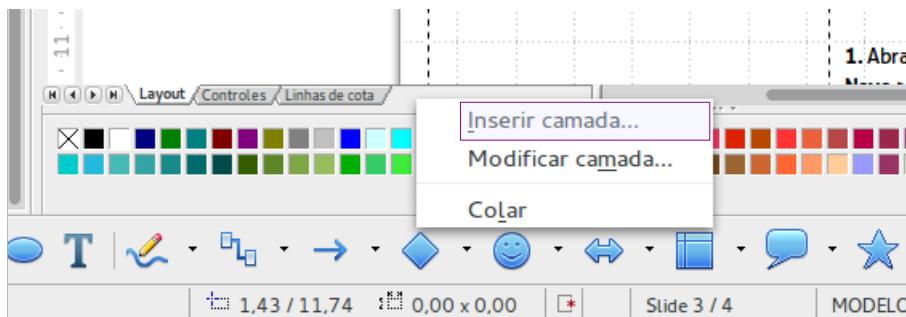 11
1. Abra
Layout Controles Linhas de cota
Inserir camada...
Modificar camada...
Colar
T
1,43 / 11,74 0,00 x 0,00 * Slide 3 / 4 MODELO